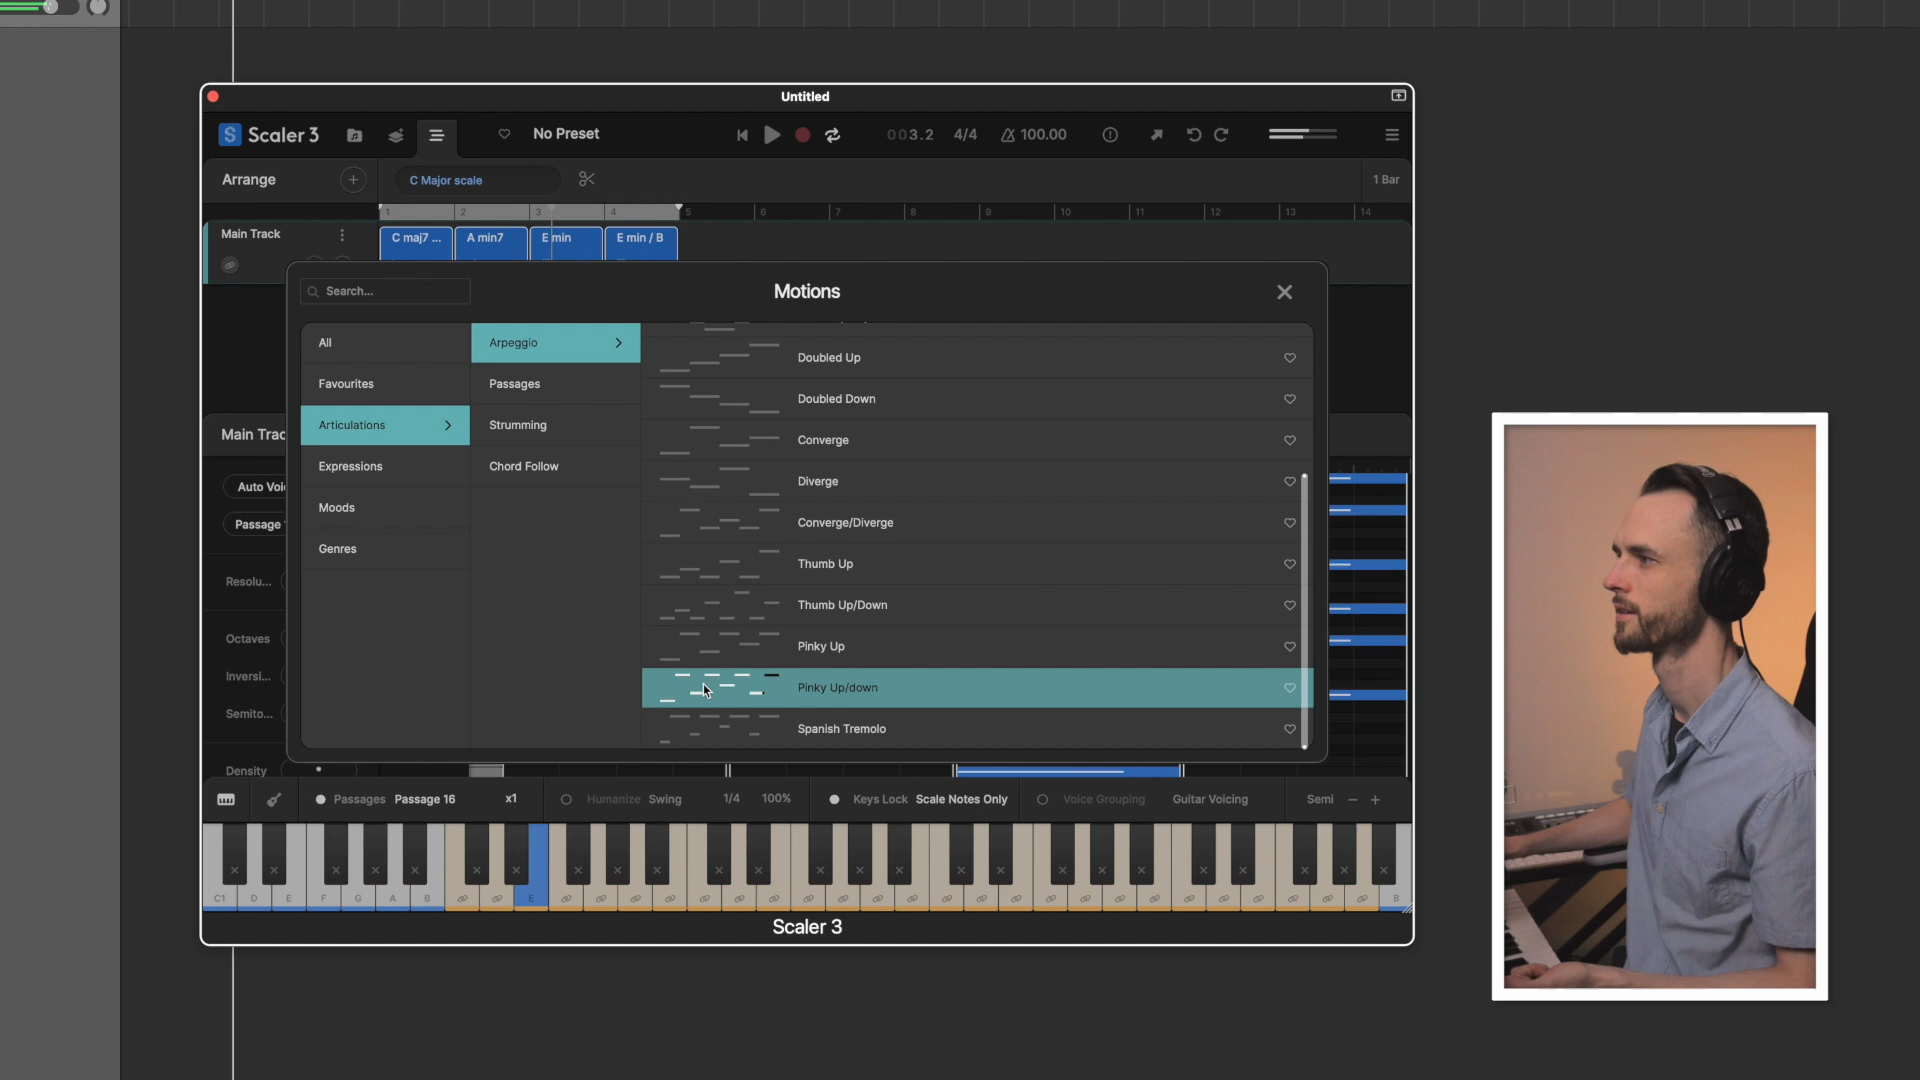 Untitled
Scaler 3
No Preset
003.2
4/4
100.00
Arrange
C Major scale
1 Bar
1 2 3 4 5 6 7 8 9 10 11 12 13 14
Main Track
C maj7 ...
A min7
E min
E min / B
Search...
Motions
All
Favourites
Articulations
Expressions
Moods
Genres
Arpeggio
Passages
Strumming
Chord Follow
Doubled Up
Doubled Down
Converge
Diverge
Converge/Diverge
Thumb Up
Thumb Up/Down
Pinky Up
Pinky Up/down
Spanish Tremolo
Main Trac
Auto Voi
Passage
Resolu...
Octaves
Inversi...
Semito...
Density
Passages Passage 16 x1
Humanize Swing 1/4 100%
Keys Lock Scale Notes Only
Voice Grouping Guitar Voicing
Semi
C1 D E F G A B E B
Scaler 3